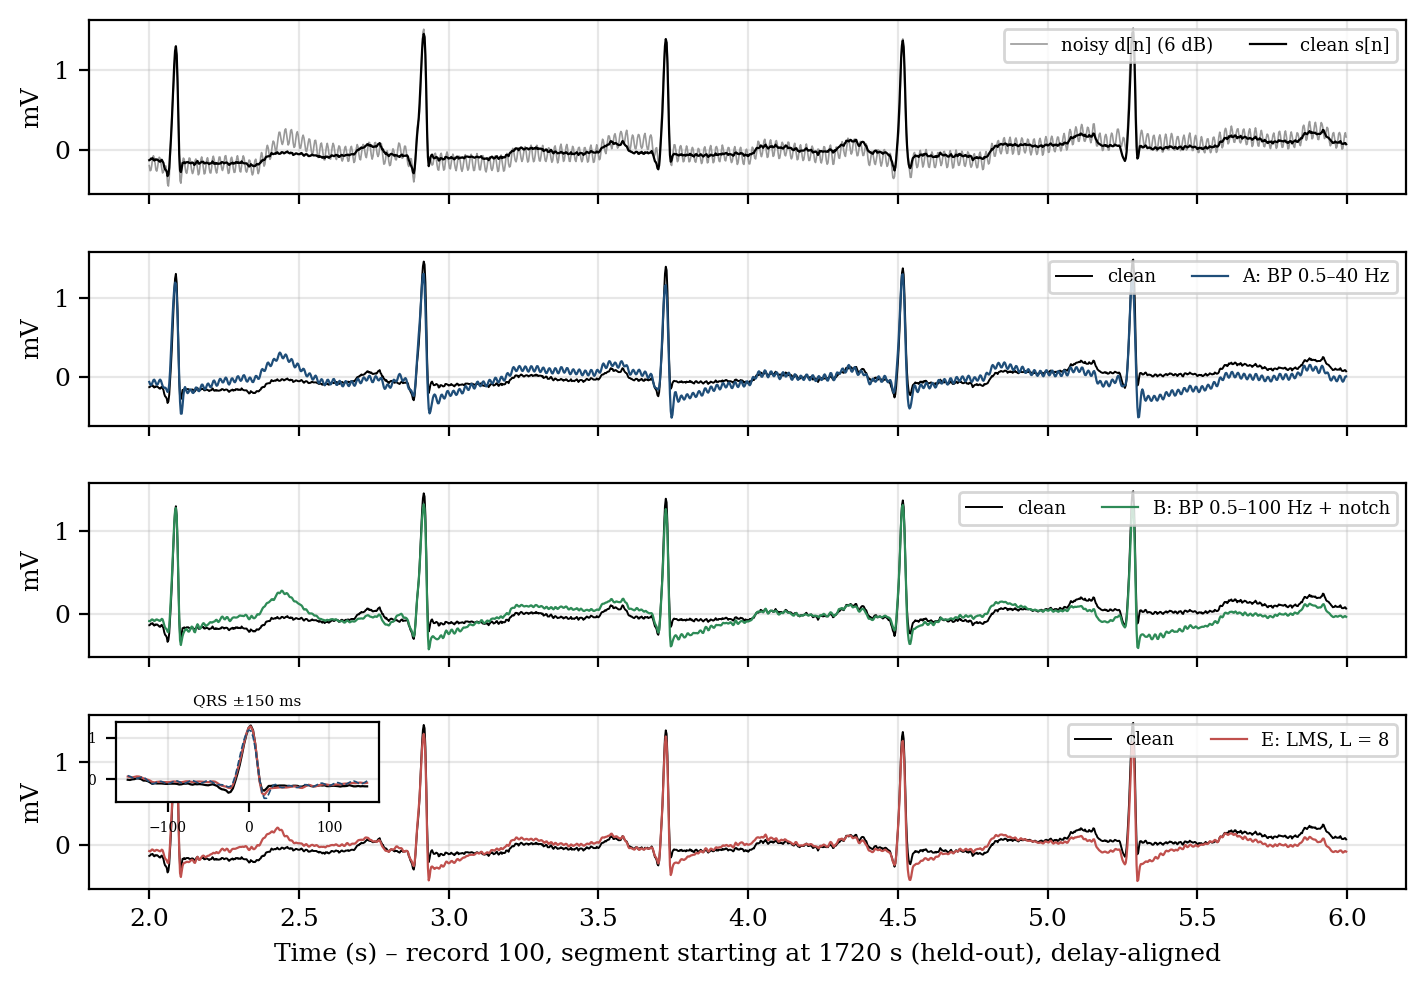 noisy d[n] (6 dB) clean s[n]
1
0
mV
clean A: BP 0.5–40 Hz
1
0
mV
clean B: BP 0.5–100 Hz + notch
1
0
mV
QRS ±150 ms
1
0
−100 0 100
clean E: LMS, L = 8
1
0
mV
2.0 2.5 3.0 3.5 4.0 4.5 5.0 5.5 6.0
Time (s) – record 100, segment starting at 1720 s (held-out), delay-aligned